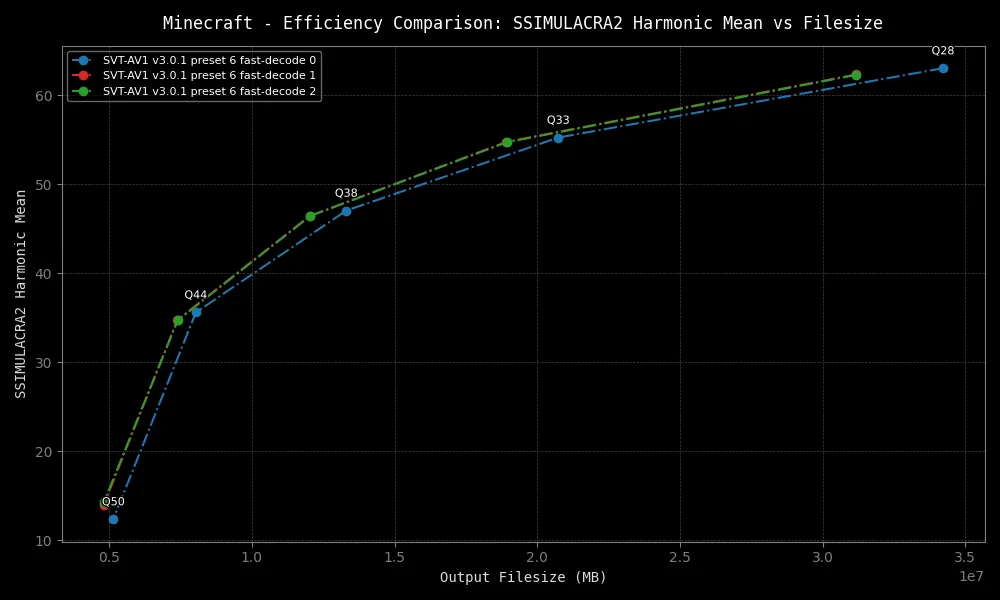 Minecraft - Efficiency Comparison: SSIMULACRA2 Harmonic Mean vs Filesize
SVT-AV1 v3.0.1 preset 6 fast-decode 0
SVT-AV1 v3.0.1 preset 6 fast-decode 1
SVT-AV1 v3.0.1 preset 6 fast-decode 2
Q28
Q33
Q38
Q44
Q50
SSIMULACRA2 Harmonic Mean
60
50
40
30
20
10
0.5 1.0 1.5 2.0 2.5 3.0 3.5
1e7
Output Filesize (MB)